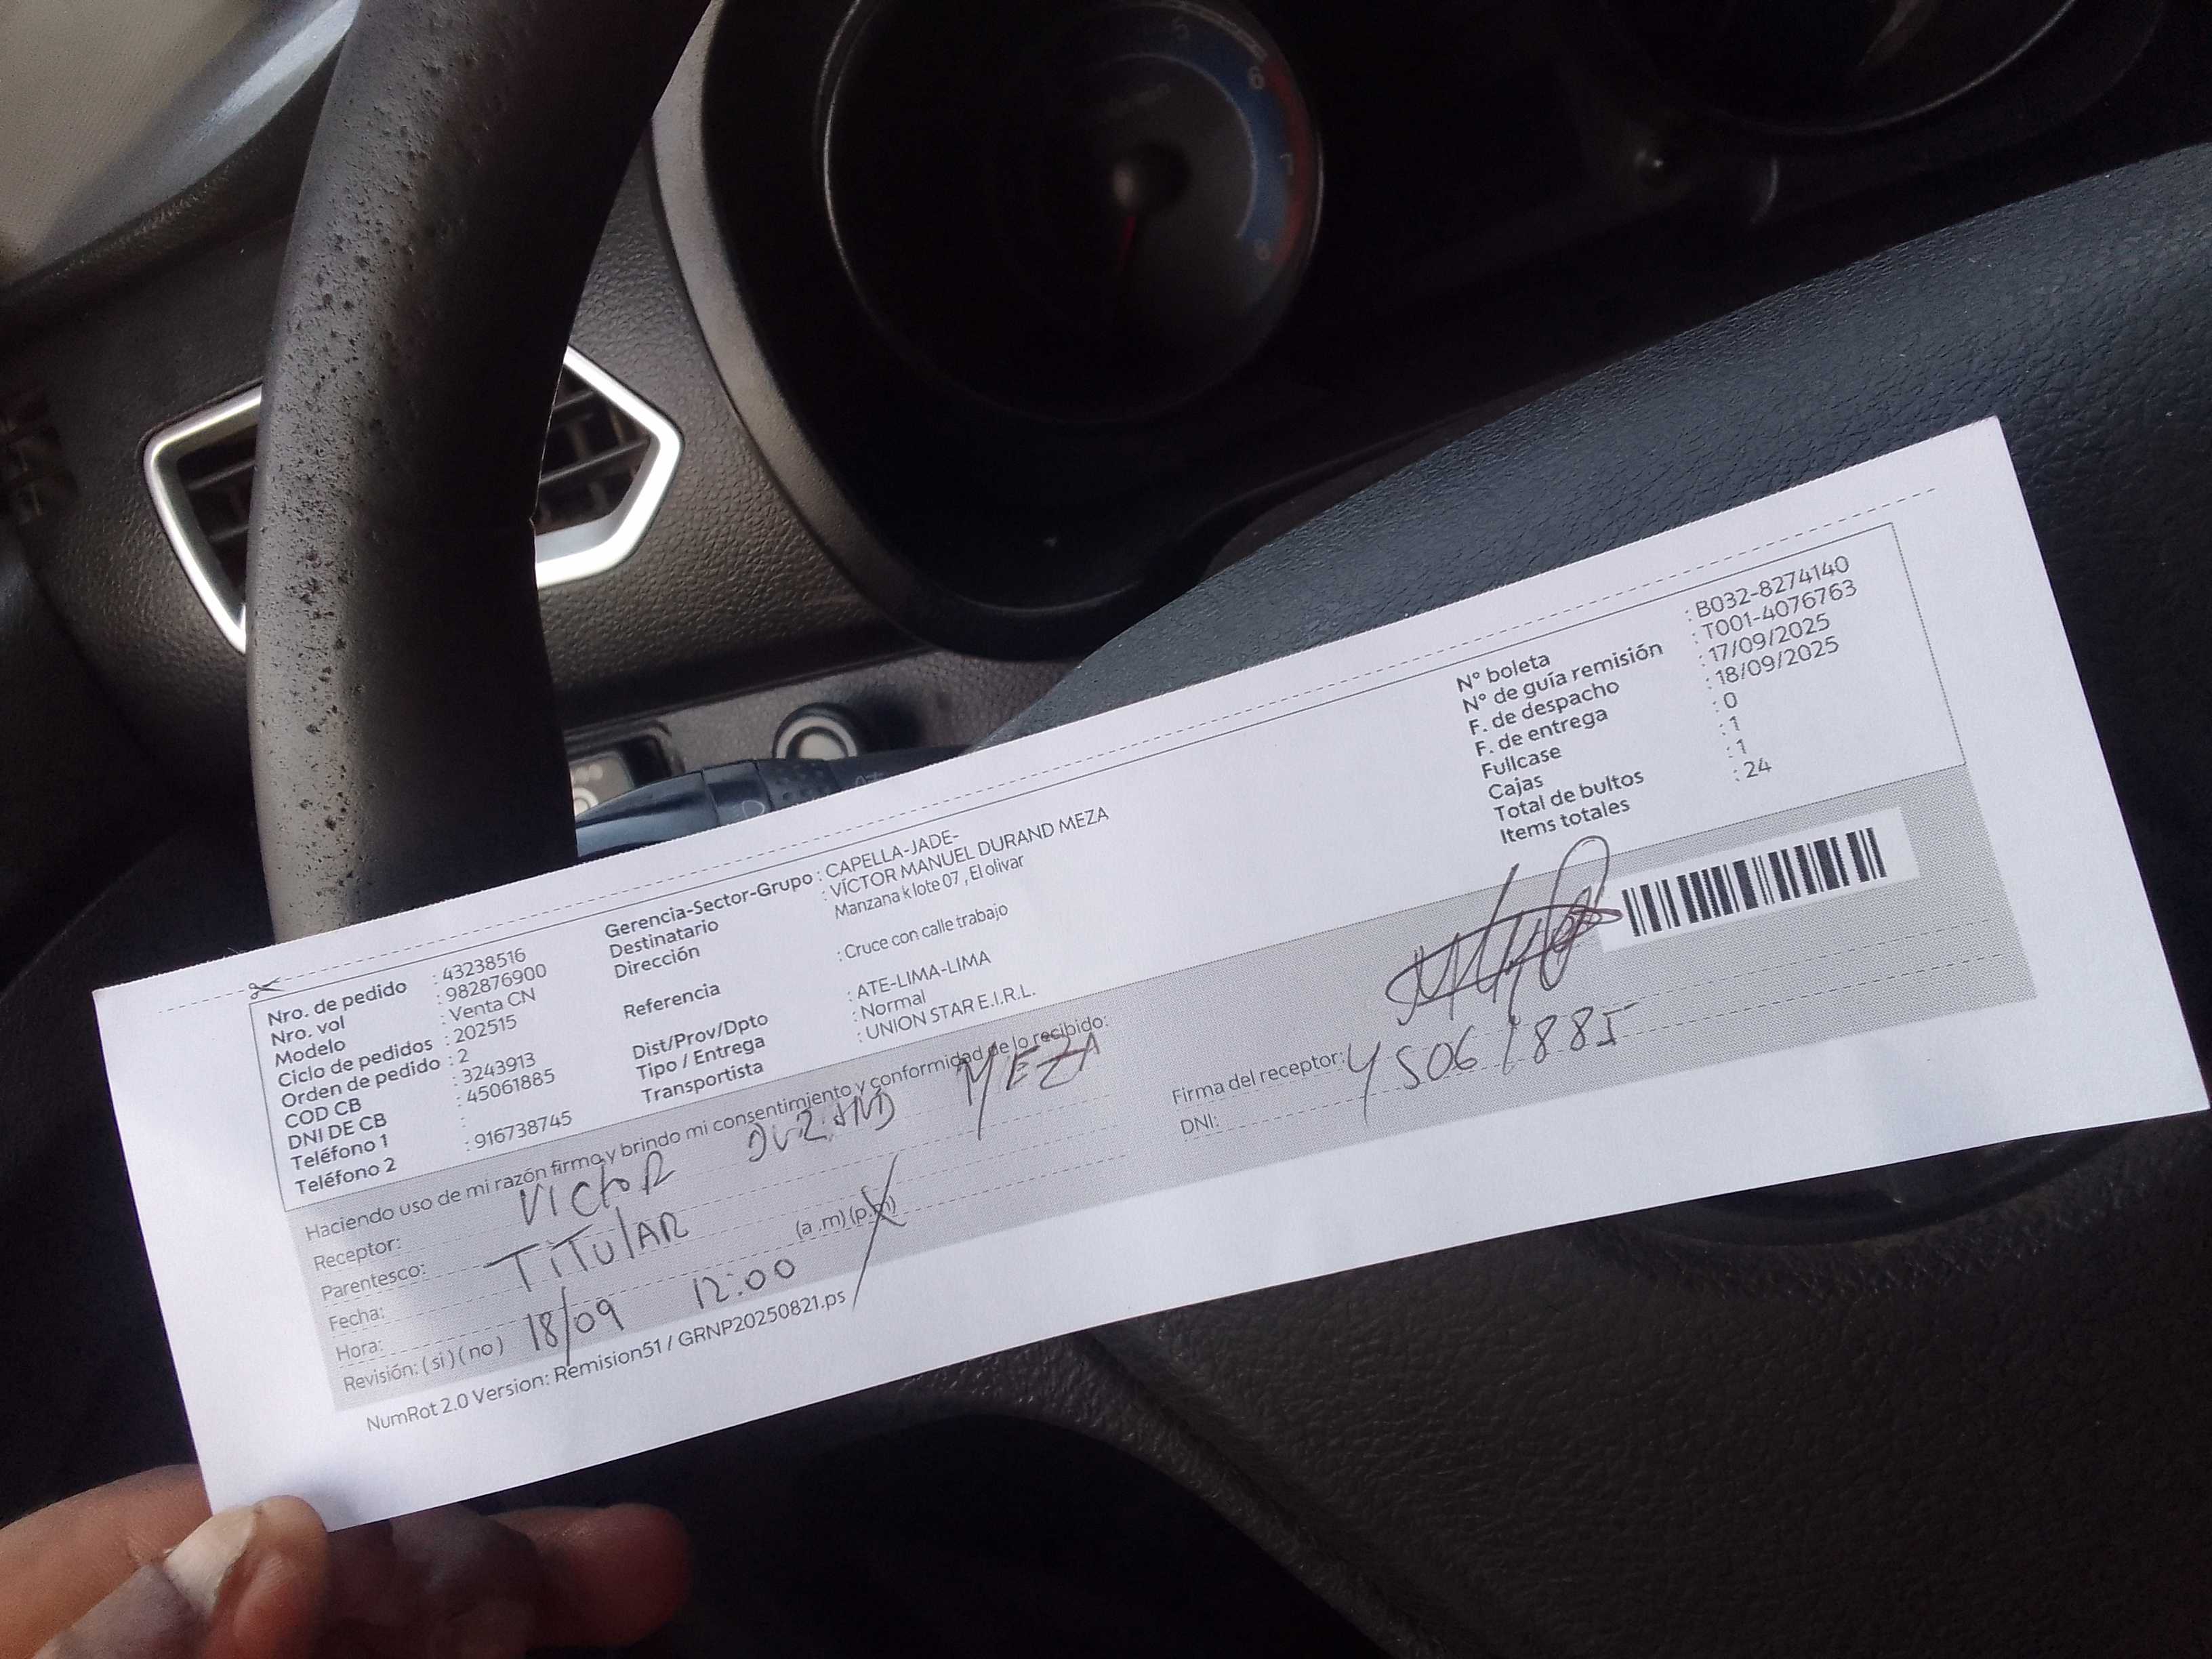 Nro. de pedido : 43238516
Nro. vol : 982876900
Modelo : Venta CN
Ciclo de pedidos : 202515
Orden de pedido : 2
COD CB : 3243913
DNI DE CB : 45061885
Teléfono 1 :
Teléfono 2 : 916738745
Gerencia-Sector-Grupo : CAPELLA-JADE-
Destinatario : VÍCTOR MANUEL DURAND MEZA
Dirección Manzana k lote 07 , El olivar
Referencia : Cruce con calle trabajo
Dist/Prov/Dpto : ATE-LIMA-LIMA
Tipo / Entrega : Normal
Transportista : UNION STAR E.I.R.L.
N° boleta : B032-8274140
N° de guía remisión : T001-4076763
F. de despacho : 17/09/2025
F. de entrega : 18/09/2025
Fullcase : 0
Cajas : 1
Total de bultos : 1
Items totales : 24
Haciendo uso de mi razón firmo y brindo mi consentimiento y conformidad de lo recibido:
Receptor: VICtoR DURAND MEZA
Parentesco: TiTulAR
Fecha: 18/09
Hora: 12:00 (a .m) (p.m)
Revisión: ( si ) ( no )
Firma del receptor:
DNI: 45061885
NumRot 2.0 Version: Remision51 / GRNP20250821.ps
5
6
7
8